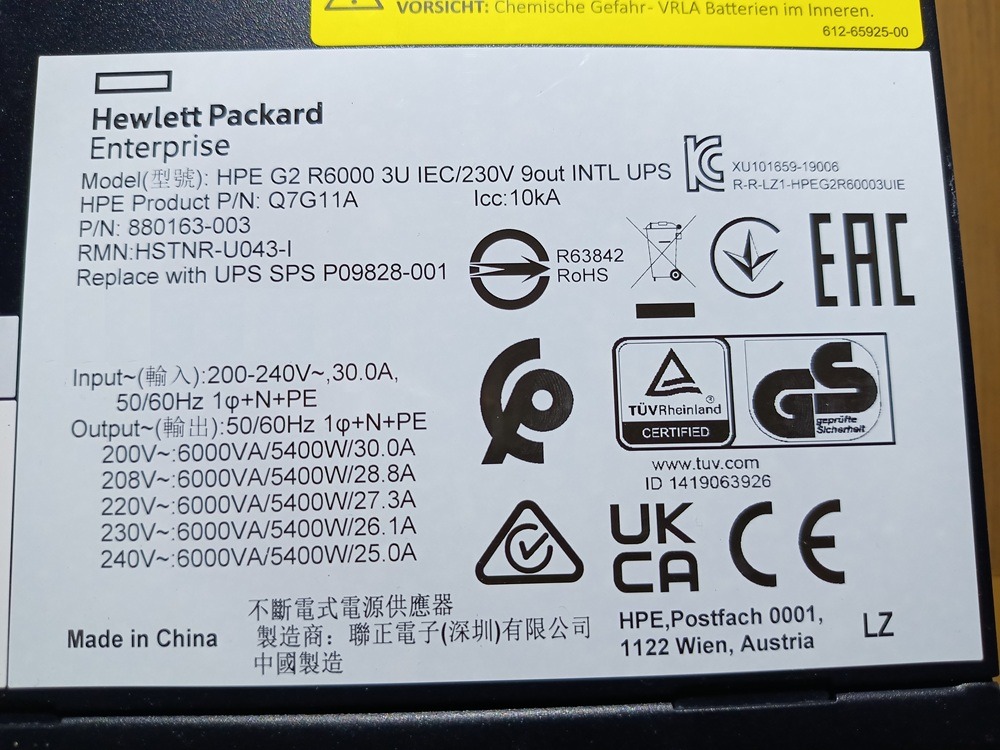 VORSICHT: Chemische Gefahr- VRLA Batterien im Inneren.
612-65925-00
Hewlett Packard
Enterprise
Model(型號): HPE G2 R6000 3U IEC/230V 9out INTL UPS
HPE Product P/N: Q7G11A
Icc:10kA
P/N: 880163-003
RMN:HSTNR-U043-I
Replace with UPS SPS P09828-001
XU101659-19006
R-R-LZ1-HPEG2R60003UIE
R63842
RoHS
EAC
Input~(輸入):200-240V~,30.0A,
50/60Hz 1φ+N+PE
Output~(輸出):50/60Hz 1φ+N+PE
200V~:6000VA/5400W/30.0A
208V~:6000VA/5400W/28.8A
220V~:6000VA/5400W/27.3A
230V~:6000VA/5400W/26.1A
240V~:6000VA/5400W/25.0A
TÜVRheinland
CERTIFIED
GS
geprüfte
Sicherheit
www.tuv.com
ID 1419063926
UK
CA
CE
Made in China
不斷電式電源供應器
製造商：聯正電子(深圳)有限公司
中國製造
HPE,Postfach 0001,
1122 Wien, Austria
LZ